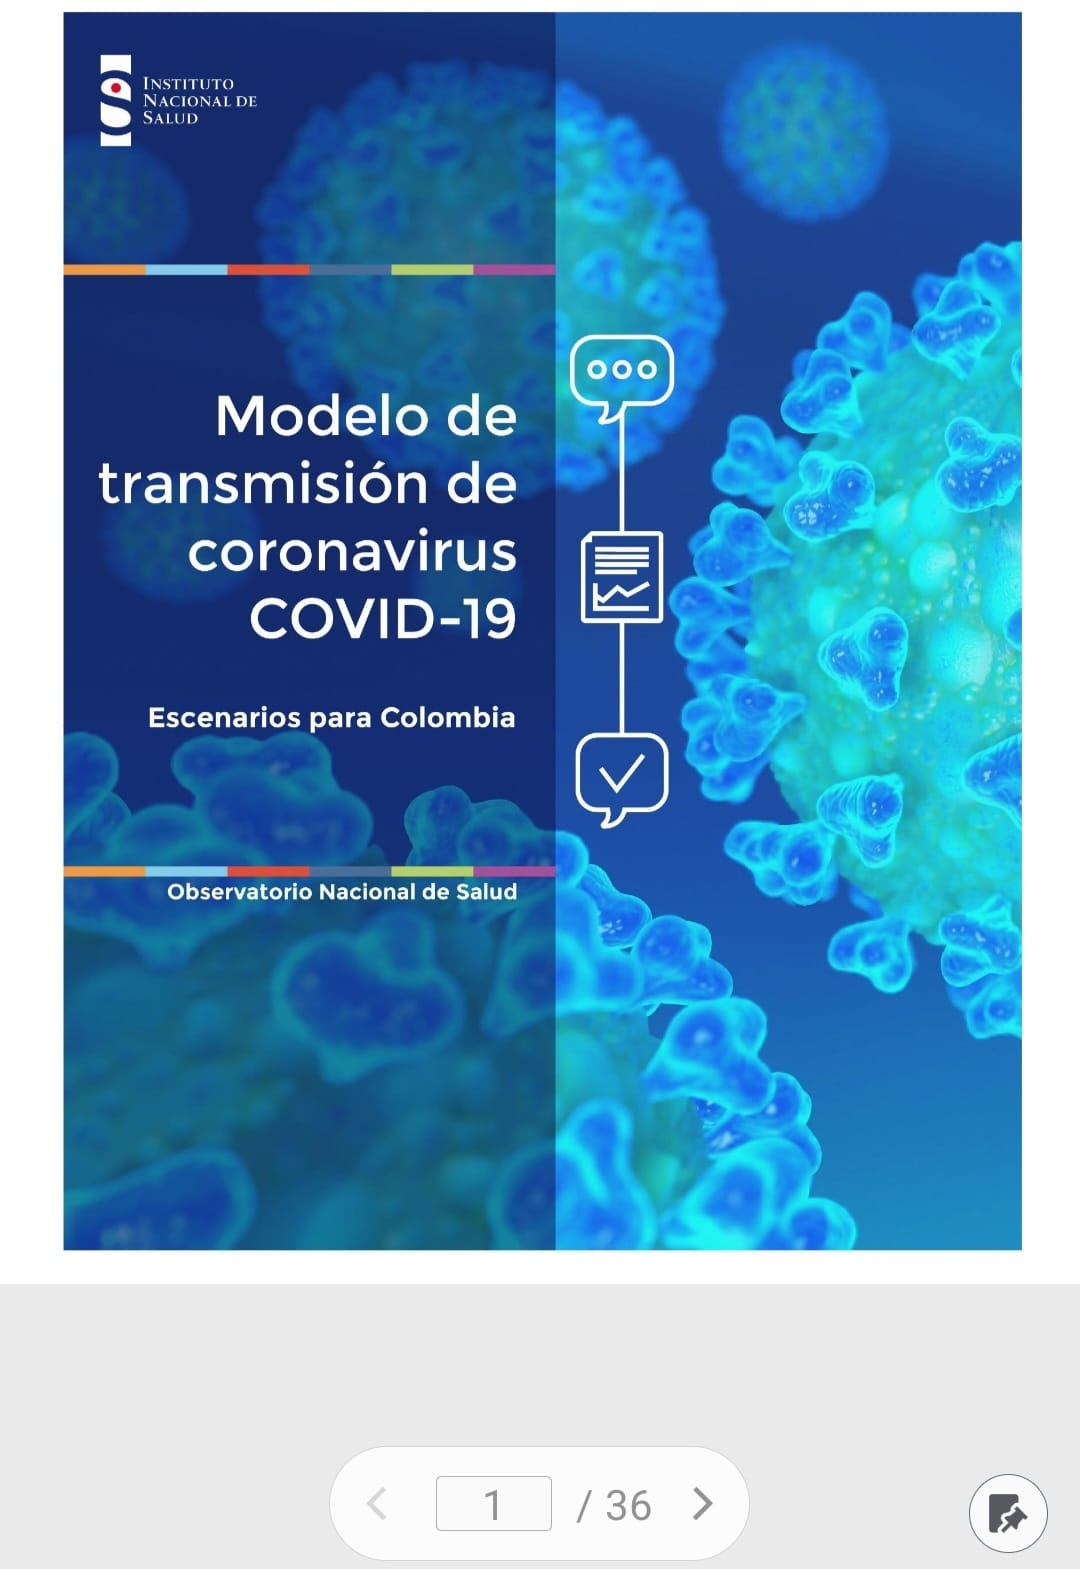 INSTITUTO
NACIONAL DE
SALUD
Modelo de
transmisión de
coronavirus
COVID-19
Escenarios para Colombia
Observatorio Nacional de Salud
1 / 36